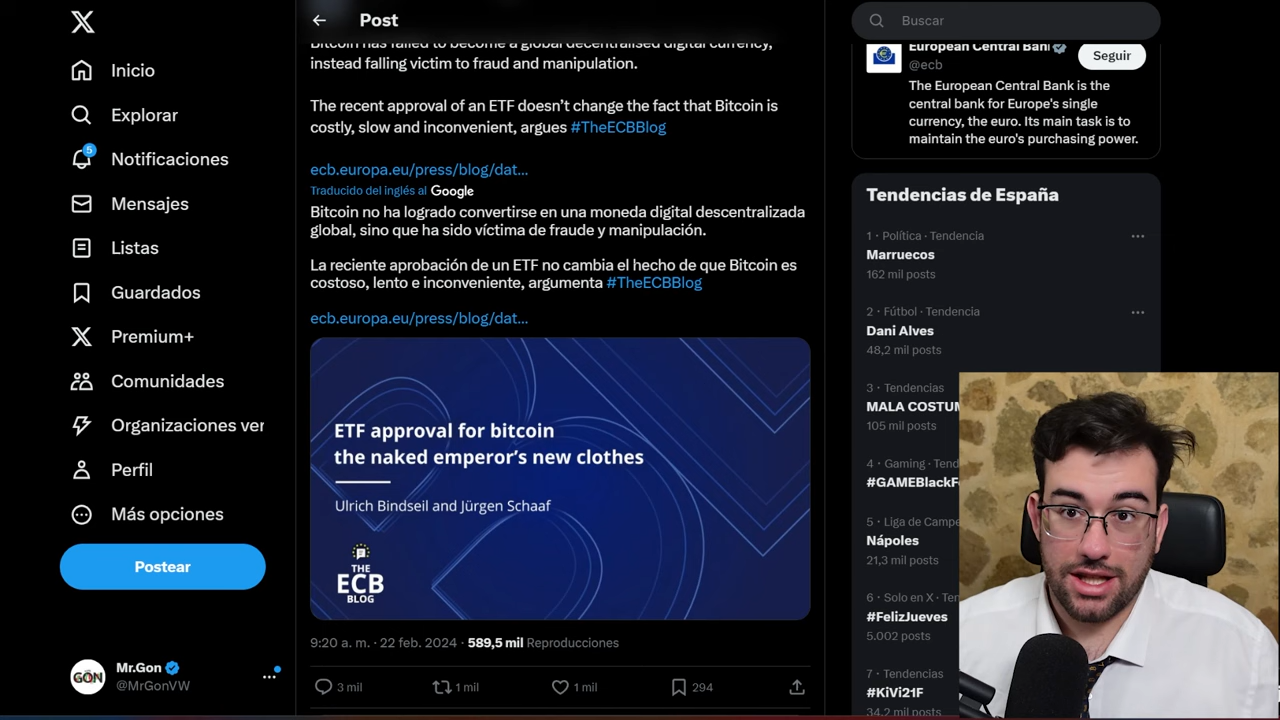 Inicio
Explorar
5
Notificaciones
Mensajes
Listas
Guardados
Premium+
Comunidades
Organizaciones ver
Perfil
Más opciones
Postear
GON
Mr.Gon
@MrGonVW
Post
Bitcoin has failed to become a global decentralised digital currency,
instead falling victim to fraud and manipulation.
The recent approval of an ETF doesn’t change the fact that Bitcoin is
costly, slow and inconvenient, argues #TheECBBlog
ecb.europa.eu/press/blog/dat…
Traducido del inglés al Google
Bitcoin no ha logrado convertirse en una moneda digital descentralizada
global, sino que ha sido víctima de fraude y manipulación.
La reciente aprobación de un ETF no cambia el hecho de que Bitcoin es
costoso, lento e inconveniente, argumenta #TheECBBlog
ecb.europa.eu/press/blog/dat…
ETF approval for bitcoin
the naked emperor’s new clothes
Ulrich Bindseil and Jürgen Schaaf
THE
ECB
BLOG
9:20 a. m. · 22 feb. 2024 · 589,5 mil Reproducciones
3 mil
1 mil
1 mil
294
Buscar
European Central Ban
@ecb
Seguir
The European Central Bank is the
central bank for Europe's single
currency, the euro. Its main task is to
maintain the euro's purchasing power.
Tendencias de España
1 · Política · Tendencia
Marruecos
162 mil posts
2 · Fútbol · Tendencia
Dani Alves
48,2 mil posts
3 · Tendencias
MALA COSTUM
105 mil posts
4 · Gaming · Tend
#GAMEBlackF
5 · Liga de Campe
Nápoles
21,3 mil posts
6 · Solo en X · Ten
#FelizJueves
5.002 posts
7 · Tendencias
#KiVi21F
34,2 mil posts